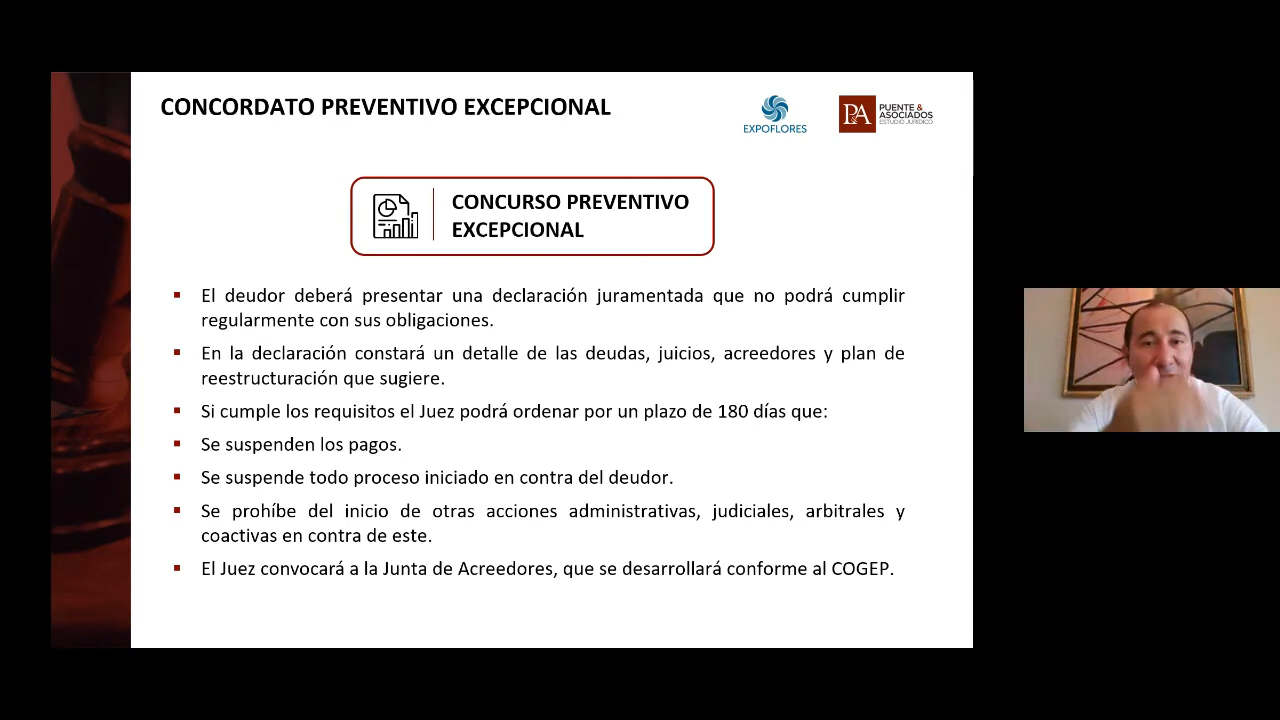 CONCORDATO PREVENTIVO EXCEPCIONAL
EXPOFLORES
P&A
PUENTE &
ASOCIADOS
ESTUDIO JURÍDICO
CONCURSO PREVENTIVO
EXCEPCIONAL
El deudor deberá presentar una declaración juramentada que no podrá cumplir
regularmente con sus obligaciones.
En la declaración constará un detalle de las deudas, juicios, acreedores y plan de
reestructuración que sugiere.
Si cumple los requisitos el Juez podrá ordenar por un plazo de 180 días que:
Se suspenden los pagos.
Se suspende todo proceso iniciado en contra del deudor.
Se prohíbe del inicio de otras acciones administrativas, judiciales, arbitrales y
coactivas en contra de este.
El Juez convocará a la Junta de Acreedores, que se desarrollará conforme al COGEP.